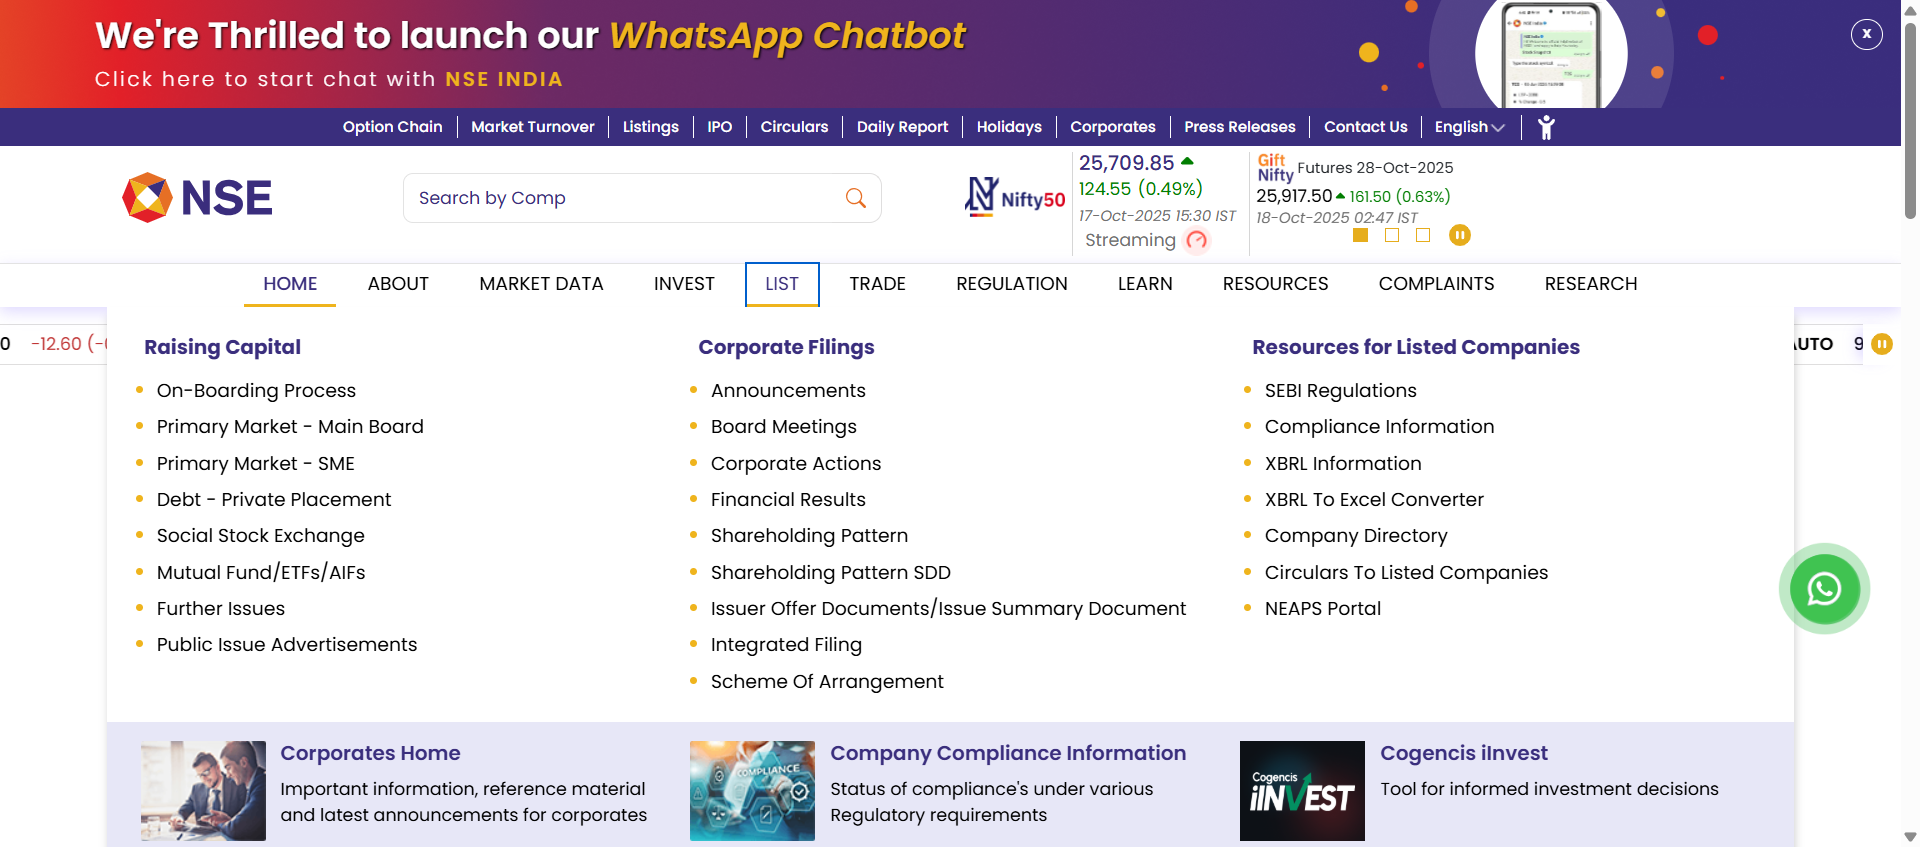 We're Thrilled to launch our WhatsApp Chatbot
Click here to start chat with NSE INDIA
x
Option Chain
Market Turnover
Listings
IPO
Circulars
Daily Report
Holidays
Corporates
Press Releases
Contact Us
English
NSE
Search by Comp
Nifty50
25,709.85
124.55 (0.49%)
17-Oct-2025 15:30 IST
Streaming
Gift Nifty Futures 28-Oct-2025
25,917.50 161.50 (0.63%)
18-Oct-2025 02:47 IST
HOME
ABOUT
MARKET DATA
INVEST
LIST
TRADE
REGULATION
LEARN
RESOURCES
COMPLAINTS
RESEARCH
0 -12.60
AUTO 9
Raising Capital
On-Boarding Process
Primary Market - Main Board
Primary Market - SME
Debt - Private Placement
Social Stock Exchange
Mutual Fund/ETFs/AIFs
Further Issues
Public Issue Advertisements
Corporate Filings
Announcements
Board Meetings
Corporate Actions
Financial Results
Shareholding Pattern
Shareholding Pattern SDD
Issuer Offer Documents/Issue Summary Document
Integrated Filing
Scheme Of Arrangement
Resources for Listed Companies
SEBI Regulations
Compliance Information
XBRL Information
XBRL To Excel Converter
Company Directory
Circulars To Listed Companies
NEAPS Portal
Corporates Home
Important information, reference material
and latest announcements for corporates
COMPLIANCE
Company Compliance Information
Status of compliance's under various
Regulatory requirements
Cogencis
iINVEST
Cogencis iInvest
Tool for informed investment decisions